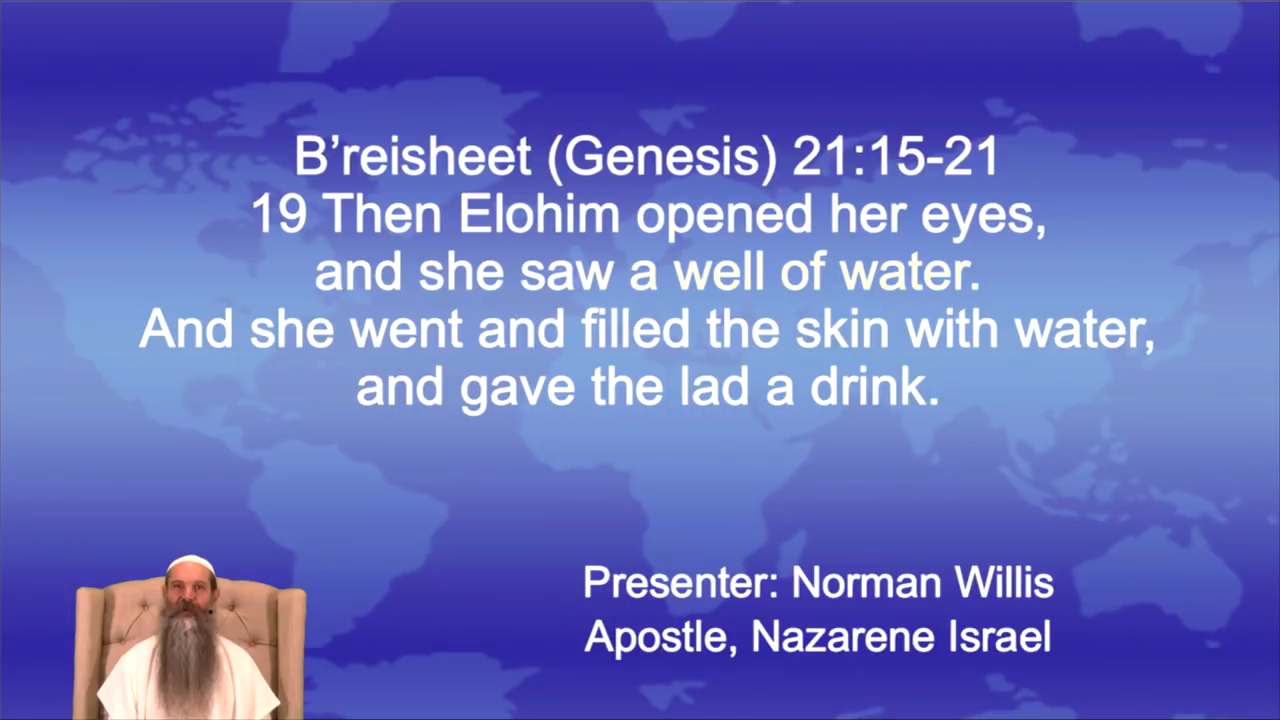 B’reisheet (Genesis) 21:15-21
19 Then Elohim opened her eyes,
and she saw a well of water.
And she went and filled the skin with water,
and gave the lad a drink.
Presenter: Norman Willis
Apostle, Nazarene Israel